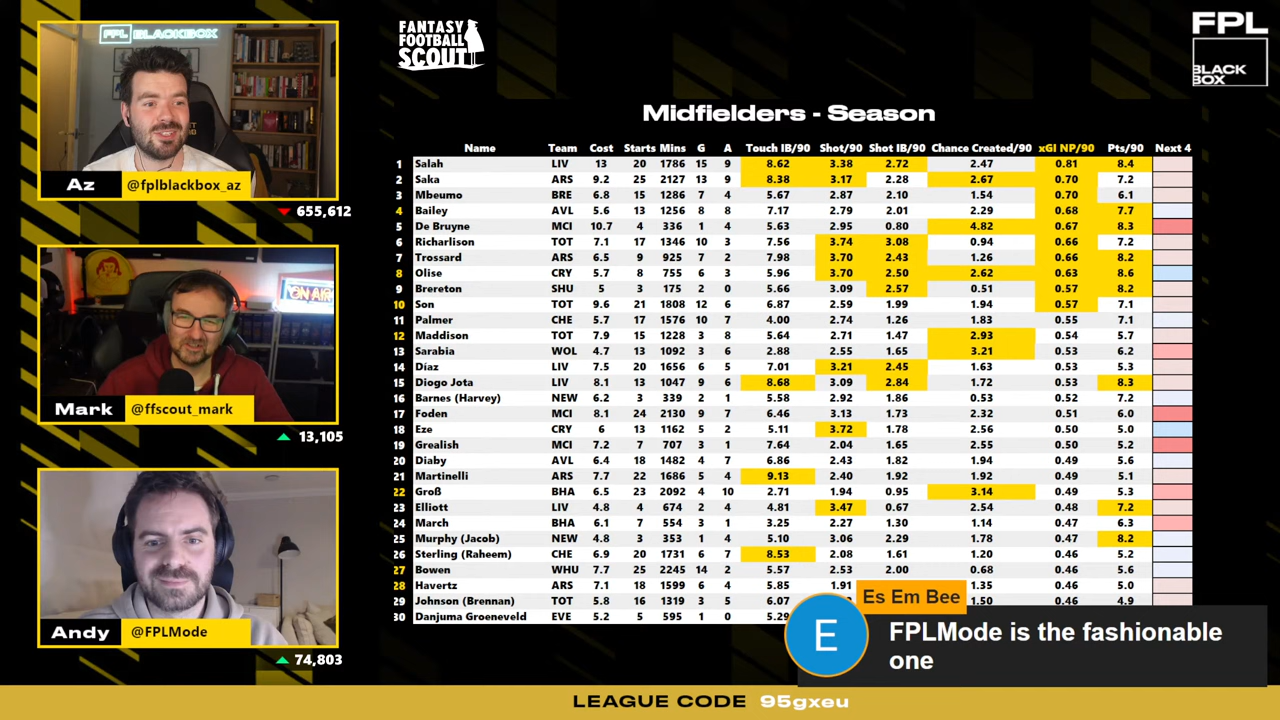 FPL BLACKBOX
Az
@fplblackbox_az
655,612
ON AIR
Mark
@ffscout_mark
13,105
Andy
@FPLMode
74,803
FANTASY
FOOTBALL
SCOUT
FPL
BLACK
BOX
Midfielders - Season
Name Team Cost Starts Mins G A Touch IB/90 Shot/90 Shot IB/90 Chance Created/90 xGI NP/90 Pts/90 Next 4
1 Salah LIV 13 20 1786 15 9 8.62 3.38 2.72 2.47 0.81 8.4
2 Saka ARS 9.2 25 2127 13 9 8.38 3.17 2.28 2.67 0.70 7.2
3 Mbeumo BRE 6.8 15 1286 7 4 5.67 2.87 2.10 1.54 0.70 6.1
4 Bailey AVL 5.6 13 1256 8 8 7.17 2.79 2.01 2.29 0.68 7.7
5 De Bruyne MCI 10.7 4 336 1 4 5.63 2.95 0.80 4.82 0.67 8.3
6 Richarlison TOT 7.1 17 1346 10 3 7.56 3.74 3.08 0.94 0.66 7.2
7 Trossard ARS 6.5 9 925 7 2 7.98 3.70 2.43 1.26 0.66 8.2
8 Olise CRY 5.7 8 755 6 3 5.96 3.70 2.50 2.62 0.63 8.6
9 Brereton SHU 5 3 175 2 0 5.66 3.09 2.57 0.51 0.57 8.2
10 Son TOT 9.6 21 1808 12 6 6.87 2.59 1.99 1.94 0.57 7.1
11 Palmer CHE 5.7 17 1576 10 7 4.00 2.74 1.26 1.83 0.55 7.1
12 Maddison TOT 7.9 15 1228 3 8 5.64 2.71 1.47 2.93 0.54 5.7
13 Sarabia WOL 4.7 13 1092 3 6 2.88 2.55 1.65 3.21 0.53 6.2
14 Díaz LIV 7.5 20 1656 6 5 7.01 3.21 2.45 1.63 0.53 5.3
15 Diogo Jota LIV 8.1 13 1047 9 6 8.68 3.09 2.84 1.72 0.53 8.3
16 Barnes (Harvey) NEW 6.2 3 339 2 1 5.58 2.92 1.86 0.53 0.52 7.2
17 Foden MCI 8.1 24 2130 9 7 6.46 3.13 1.73 2.32 0.51 6.0
18 Eze CRY 6 13 1162 5 2 5.11 3.72 1.78 2.56 0.50 5.0
19 Grealish MCI 7.2 7 707 3 1 7.64 2.04 1.65 2.55 0.50 5.2
20 Diaby AVL 6.4 18 1482 4 7 6.86 2.43 1.82 1.94 0.49 5.6
21 Martinelli ARS 7.7 22 1686 5 4 9.13 2.40 1.92 1.92 0.49 5.6
22 Groß BHA 6.5 23 2092 4 10 2.71 1.94 0.95 3.14 0.49 5.3
23 Elliott LIV 4.8 4 674 2 4 4.81 3.47 0.67 2.54 0.48 7.2
24 March BHA 6.1 7 554 3 1 3.25 2.27 1.30 1.14 0.47 6.3
25 Murphy (Jacob) NEW 4.8 3 353 1 4 5.10 3.06 2.29 1.78 0.47 8.2
26 Sterling (Raheem) CHE 6.9 20 1731 6 7 8.53 2.08 1.61 1.20 0.46 5.2
27 Bowen WHU 7.7 25 2245 14 2 5.57 2.53 2.00 0.68 0.46 5.6
28 Havertz ARS 7.1 18 1599 6 4 5.85 1.91 1.35 0.46 5.0
29 Johnson (Brennan) TOT 5.8 16 1319 3 5 6.07 1.50 0.46 4.9
30 Danjuma Groeneveld EVE 5.2 5 595 1 0 5.29
Es Em Bee
E
FPLMode is the fashionable
one
LEAGUE CODE 95gxeu